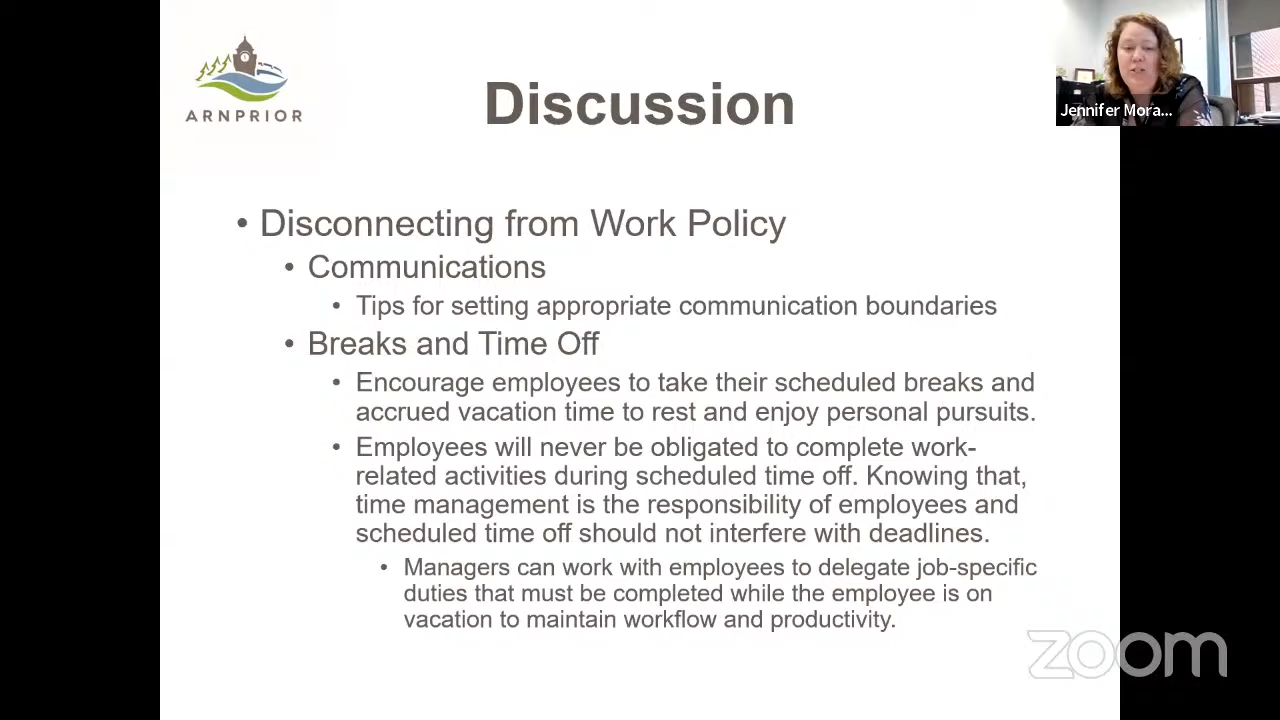 ARNPRIOR
Discussion
Jennifer Mora...
• Disconnecting from Work Policy
• Communications
• Tips for setting appropriate communication boundaries
• Breaks and Time Off
• Encourage employees to take their scheduled breaks and
accrued vacation time to rest and enjoy personal pursuits.
• Employees will never be obligated to complete work-
related activities during scheduled time off. Knowing that,
time management is the responsibility of employees and
scheduled time off should not interfere with deadlines.
• Managers can work with employees to delegate job-specific
duties that must be completed while the employee is on
vacation to maintain workflow and productivity.
zoom